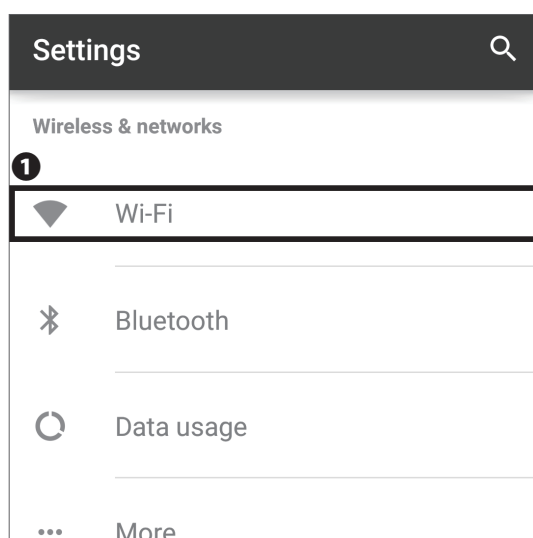 Settings
Wireless & networks
1
Wi-Fi
Bluetooth
Data usage
More